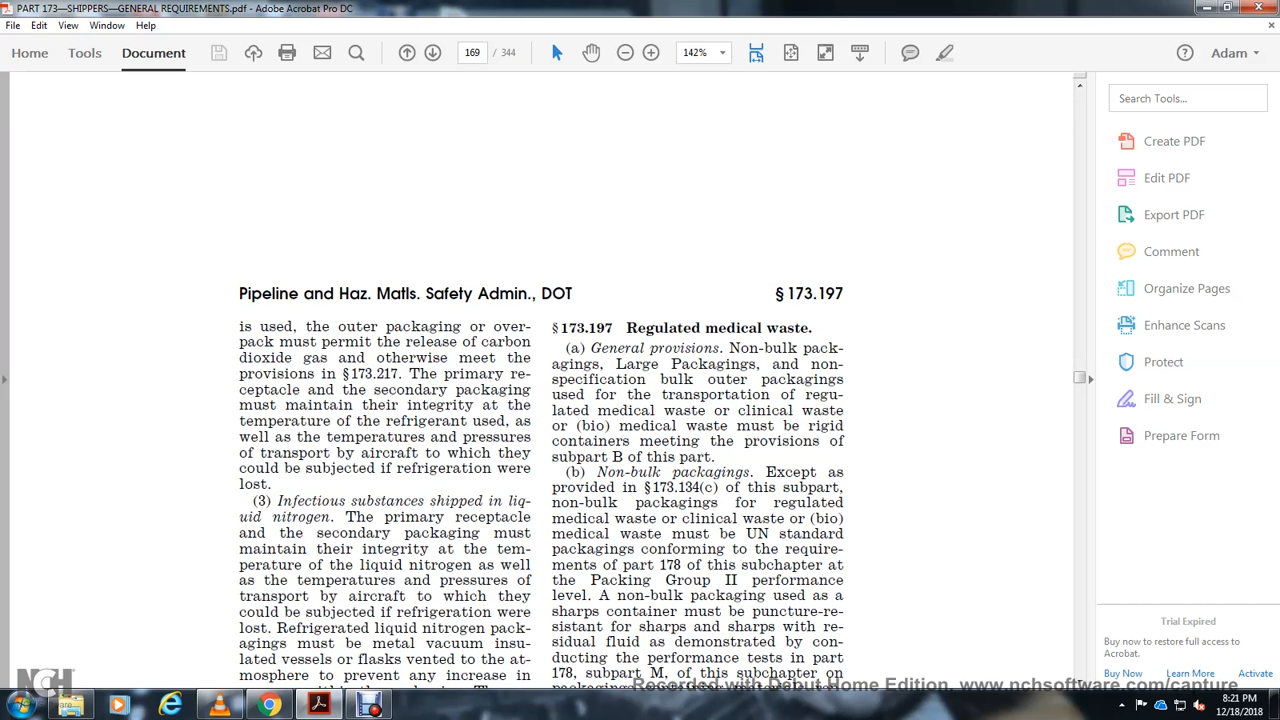 PART 173—SHIPPERS—GENERAL REQUIREMENTS.pdf - Adobe Acrobat Pro DC
File Edit View Window Help
Home Tools Document 169 / 344 142% Adam
Search Tools...
Create PDF
Edit PDF
Export PDF
Comment
Organize Pages
Enhance Scans
Protect
Fill & Sign
Prepare Form
Pipeline and Haz. Matls. Safety Admin., DOT § 173.197
is used, the outer packaging or over-
pack must permit the release of carbon
dioxide gas and otherwise meet the
provisions in §173.217. The primary re-
ceptacle and the secondary packaging
must maintain their integrity at the
temperature of the refrigerant used, as
well as the temperatures and pressures
of transport by aircraft to which they
could be subjected if refrigeration were
lost.
(3) Infectious substances shipped in liq-
uid nitrogen. The primary receptacle
and the secondary packaging must
maintain their integrity at the tem-
perature of the liquid nitrogen as well
as the temperatures and pressures of
transport by aircraft to which they
could be subjected if refrigeration were
lost. Refrigerated liquid nitrogen pack-
agings must be metal vacuum insu-
lated vessels or flasks vented to the at-
mosphere to prevent any increase in
§ 173.197 Regulated medical waste.
(a) General provisions. Non-bulk pack-
agings, Large Packagings, and non-
specification bulk outer packagings
used for the transportation of regu-
lated medical waste or clinical waste
or (bio) medical waste must be rigid
containers meeting the provisions of
subpart B of this part.
(b) Non-bulk packagings. Except as
provided in §173.134(c) of this subpart,
non-bulk packagings for regulated
medical waste or clinical waste or (bio)
medical waste must be UN standard
packagings conforming to the require-
ments of part 178 of this subchapter at
the Packing Group II performance
level. A non-bulk packaging used as a
sharps container must be puncture-re-
sistant for sharps and sharps with re-
sidual fluid as demonstrated by con-
ducting the performance tests in part
178, subpart M, of this subchapter on
Trial Expired
Buy now to restore full access to
Acrobat.
Buy Now Learn More Activate
NCH
Recorded with Debut Home Edition. www.nchsoftware.com/capture
8:21 PM
12/18/2018